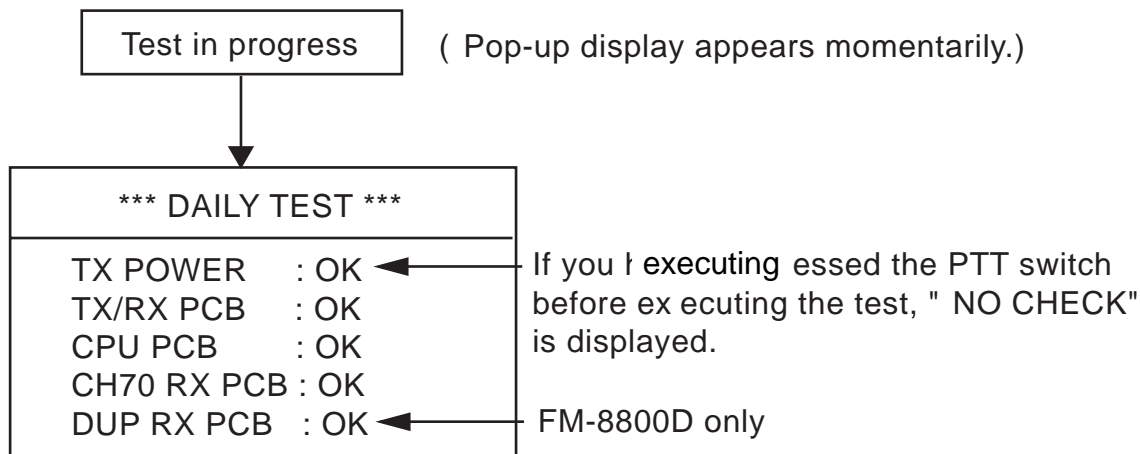 Test in progress
( Pop-up display appears momentarily.)
*** DAILY TEST ***
TX POWER : OK
If you executing essed the PTT switch
TX/RX PCB : OK
before ex ecuting the test, " NO CHECK"
CPU PCB : OK
is displayed.
CH70 RX PCB : OK
DUP RX PCB : OK
FM-8800D only